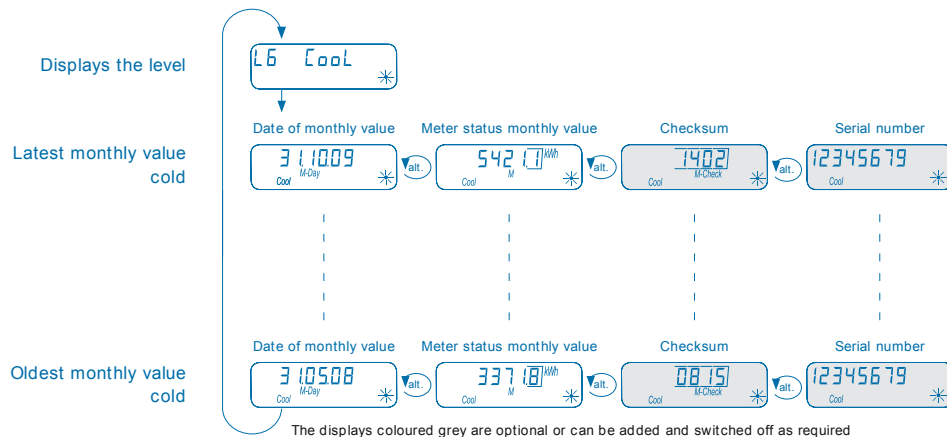 L6 Cool
Displays the level
Date of monthly value Meter status monthly value Checksum Serial number
Latest monthly value
cold
31.10.09 M-Day Cool
alt.
5421.1 kWh M Cool
alt.
1402 M-Check Cool
alt.
12345679 Cool
Date of monthly value Meter status monthly value Checksum Serial number
Oldest monthly value
cold
31.05.08 M-Day Cool
alt.
3371.8 kWh M Cool
alt.
0815 M-Check Cool
alt.
12345679 Cool
The displays coloured grey are optional or can be added and switched off as required